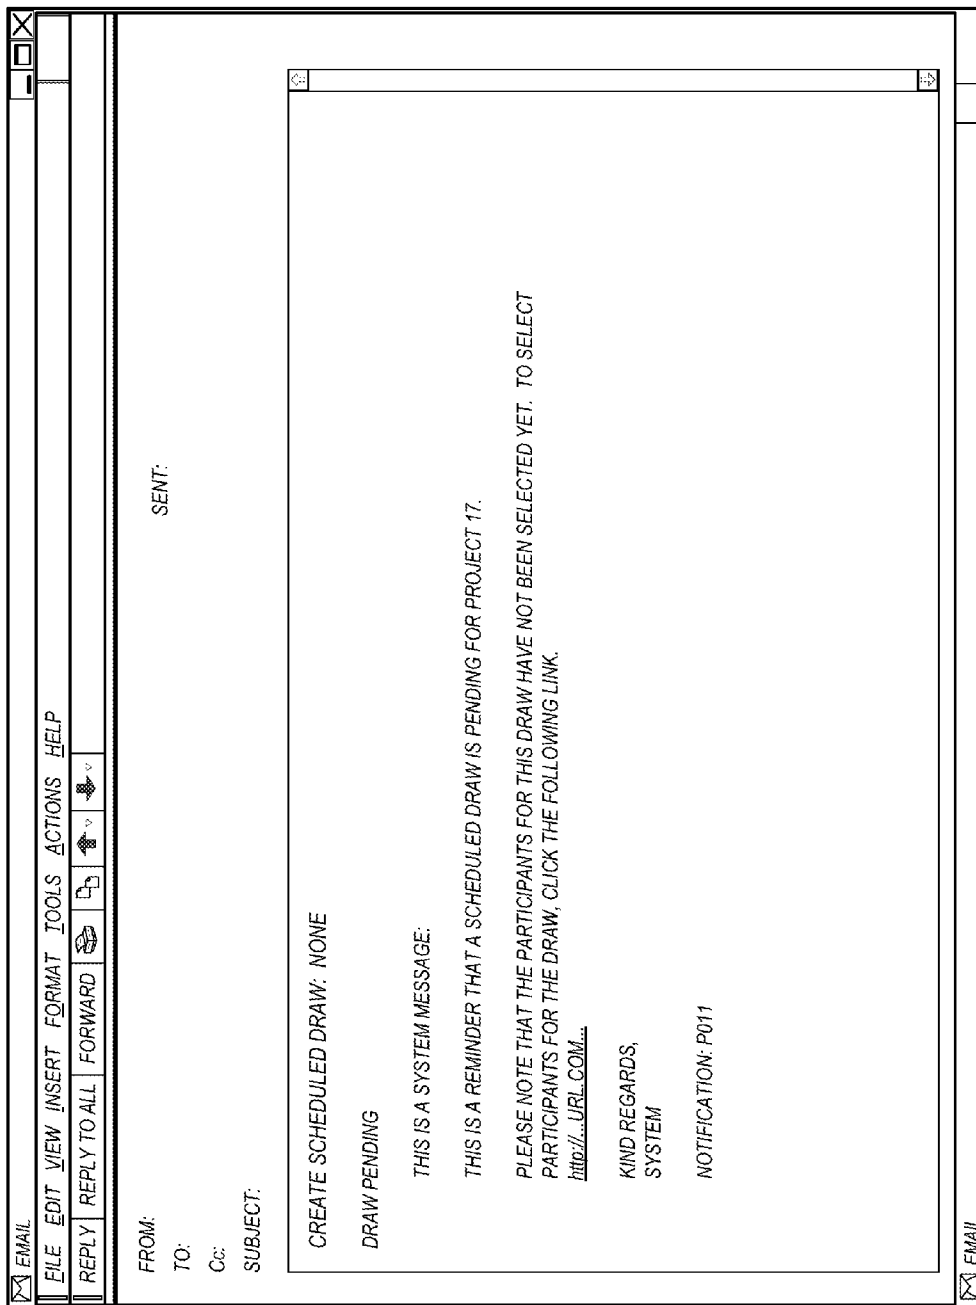 EMAIL
FILE EDIT VIEW INSERT FORMAT TOOLS ACTIONS HELP
REPLY REPLY TO ALL FORWARD
FROM:
SENT:
TO:
Cc:
SUBJECT:
CREATE SCHEDULED DRAW: NONE
DRAW PENDING
THIS IS A SYSTEM MESSAGE:
THIS IS A REMINDER THAT A SCHEDULED DRAW IS PENDING FOR PROJECT 17.
PLEASE NOTE THAT THE PARTICIPANTS FOR THIS DRAW HAVE NOT BEEN SELECTED YET. TO SELECT
PARTICIPANTS FOR THE DRAW, CLICK THE FOLLOWING LINK.
http://...URL.COM...
KIND REGARDS,
SYSTEM
NOTIFICATION: P011
EMAIL